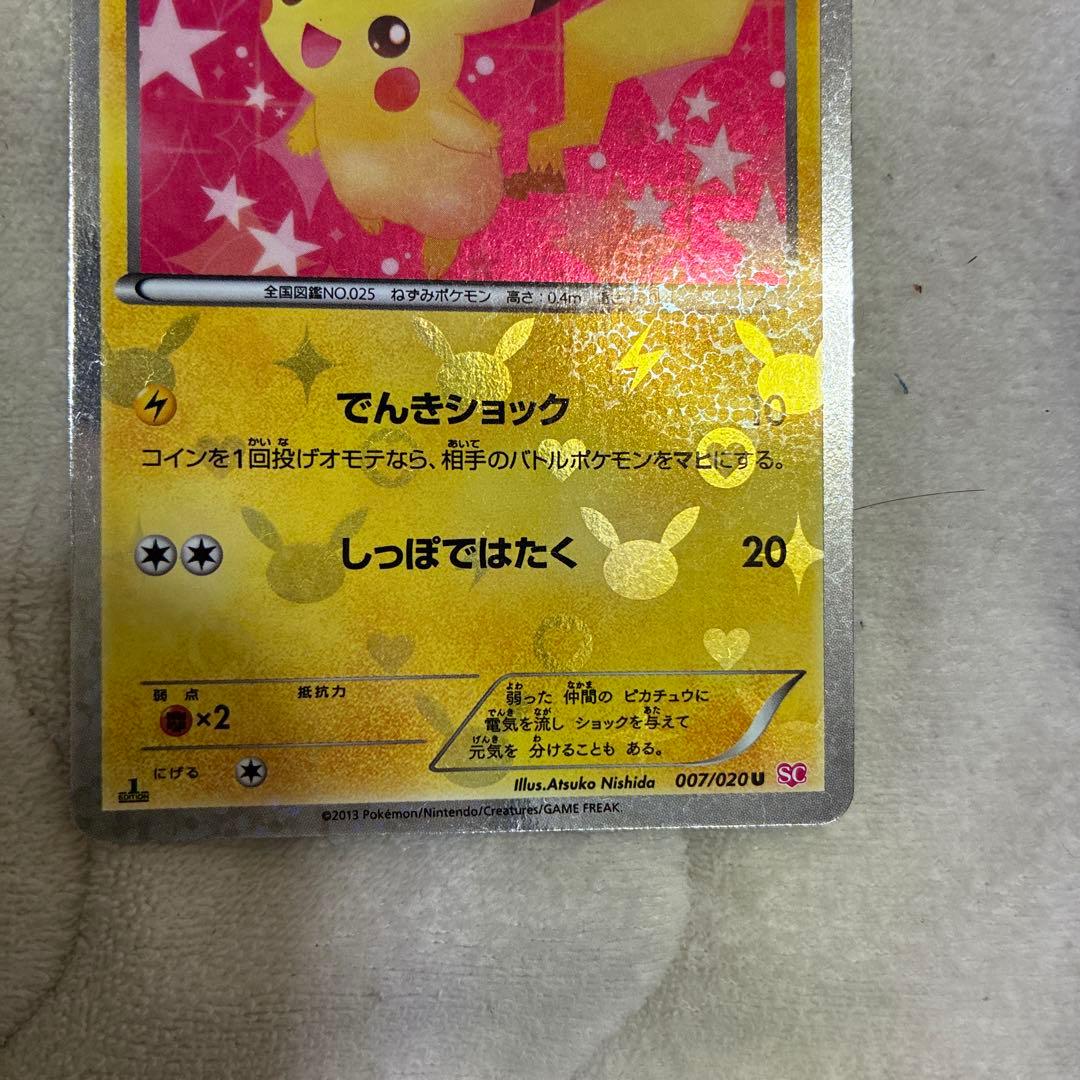 全国図鑑NO.025 ねずみポケモン 高さ:0.4m
でんきショック 10
コインを1回投げオモテなら、相手のバトルポケモンをマヒにする。
しっぽではたく 20
弱点 抵抗力
×2
にげる
弱った 仲間の ピカチュウに
電気を流し ショックを与えて
元気を 分けることも ある。
1 EDITION
Illus.Atsuko Nishida 007/020 U SC
©2013 Pokémon/Nintendo/Creatures/GAME FREAK.